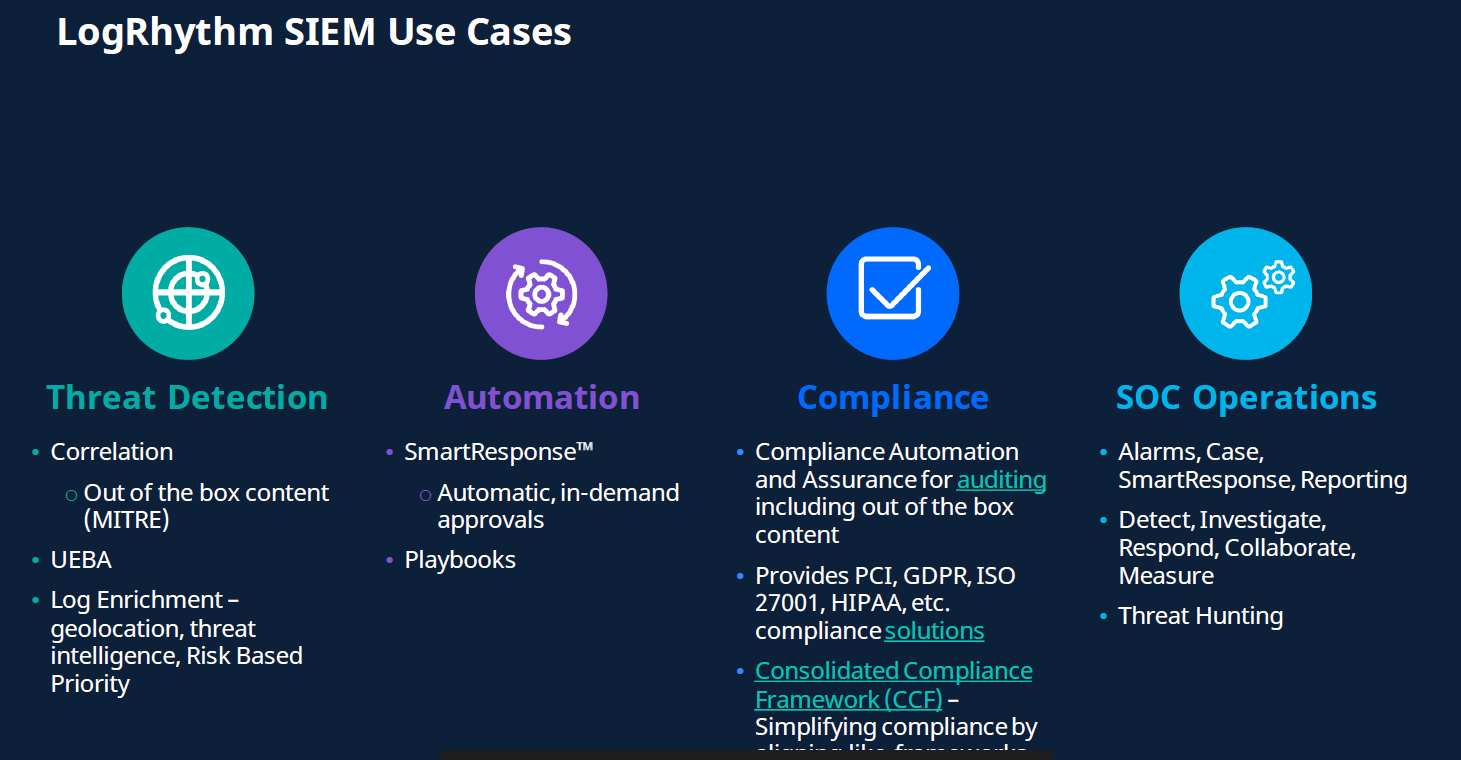 LogRhythm SIEM Use Cases
Threat Detection
• Correlation
○ Out of the box content
(MITRE)
• UEBA
• Log Enrichment –
geolocation, threat
intelligence, Risk Based
Priority
Automation
• SmartResponse™
○ Automatic, in-demand
approvals
• Playbooks
Compliance
• Compliance Automation
and Assurance for auditing
including out of the box
content
• Provides PCI, GDPR, ISO
27001, HIPAA, etc.
compliance solutions
• Consolidated Compliance
Framework (CCF) –
Simplifying compliance by
aligning like frameworks
SOC Operations
• Alarms, Case,
SmartResponse, Reporting
• Detect, Investigate,
Respond, Collaborate,
Measure
• Threat Hunting